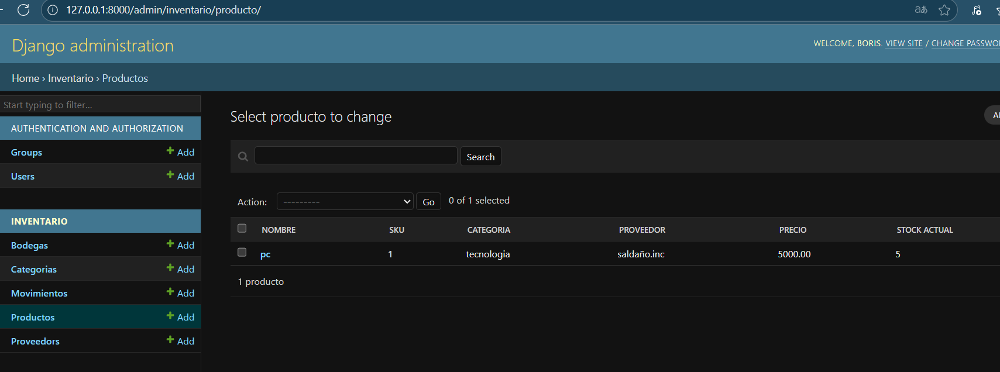 127.0.0.1:8000/admin/inventario/producto/
Django administration
WELCOME, BORIS. VIEW SITE / CHANGE
Home › Inventario › Productos
Start typing to filter...
AUTHENTICATION AND AUTHORIZATION
Groups Add
Users Add
INVENTARIO
Bodegas Add
Categorias Add
Movimientos Add
Productos Add
Proveedors Add
Select producto to change
Search
Action: --------- Go 0 of 1 selected
NOMBRE SKU CATEGORIA PROVEEDOR PRECIO STOCK ACTUAL
pc 1 tecnologia saldaño.inc 5000.00 5
1 producto